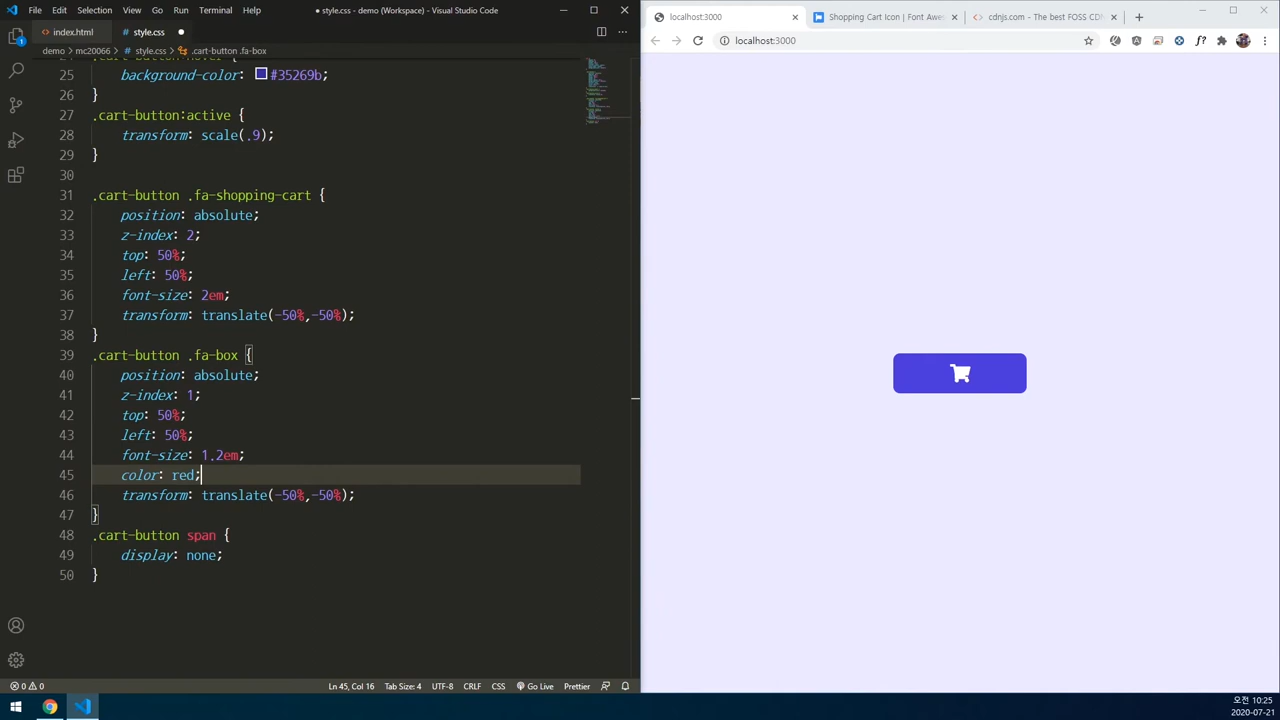 File Edit Selection View Go Run Terminal Help
● style.css - demo (Workspace) - Visual Studio Code
index.html
style.css ●
demo > mc20066 > style.css > .cart-button .fa-box
25 background-color: #35269b;
26 }
27 .cart-button:active {
28 transform: scale(.9);
29 }
30
31 .cart-button .fa-shopping-cart {
32 position: absolute;
33 z-index: 2;
34 top: 50%;
35 left: 50%;
36 font-size: 2em;
37 transform: translate(-50%,-50%);
38 }
39 .cart-button .fa-box {
40 position: absolute;
41 z-index: 1;
42 top: 50%;
43 left: 50%;
44 font-size: 1.2em;
45 color: red;
46 transform: translate(-50%,-50%);
47 }
48 .cart-button span {
49 display: none;
50 }
0 0
Ln 45, Col 16 Tab Size: 4 UTF-8 CRLF CSS Go Live Prettier
localhost:3000
Shopping Cart Icon | Font Awes
cdnjs.com - The best FOSS CDN
localhost:3000
오전 10:25
2020-07-21